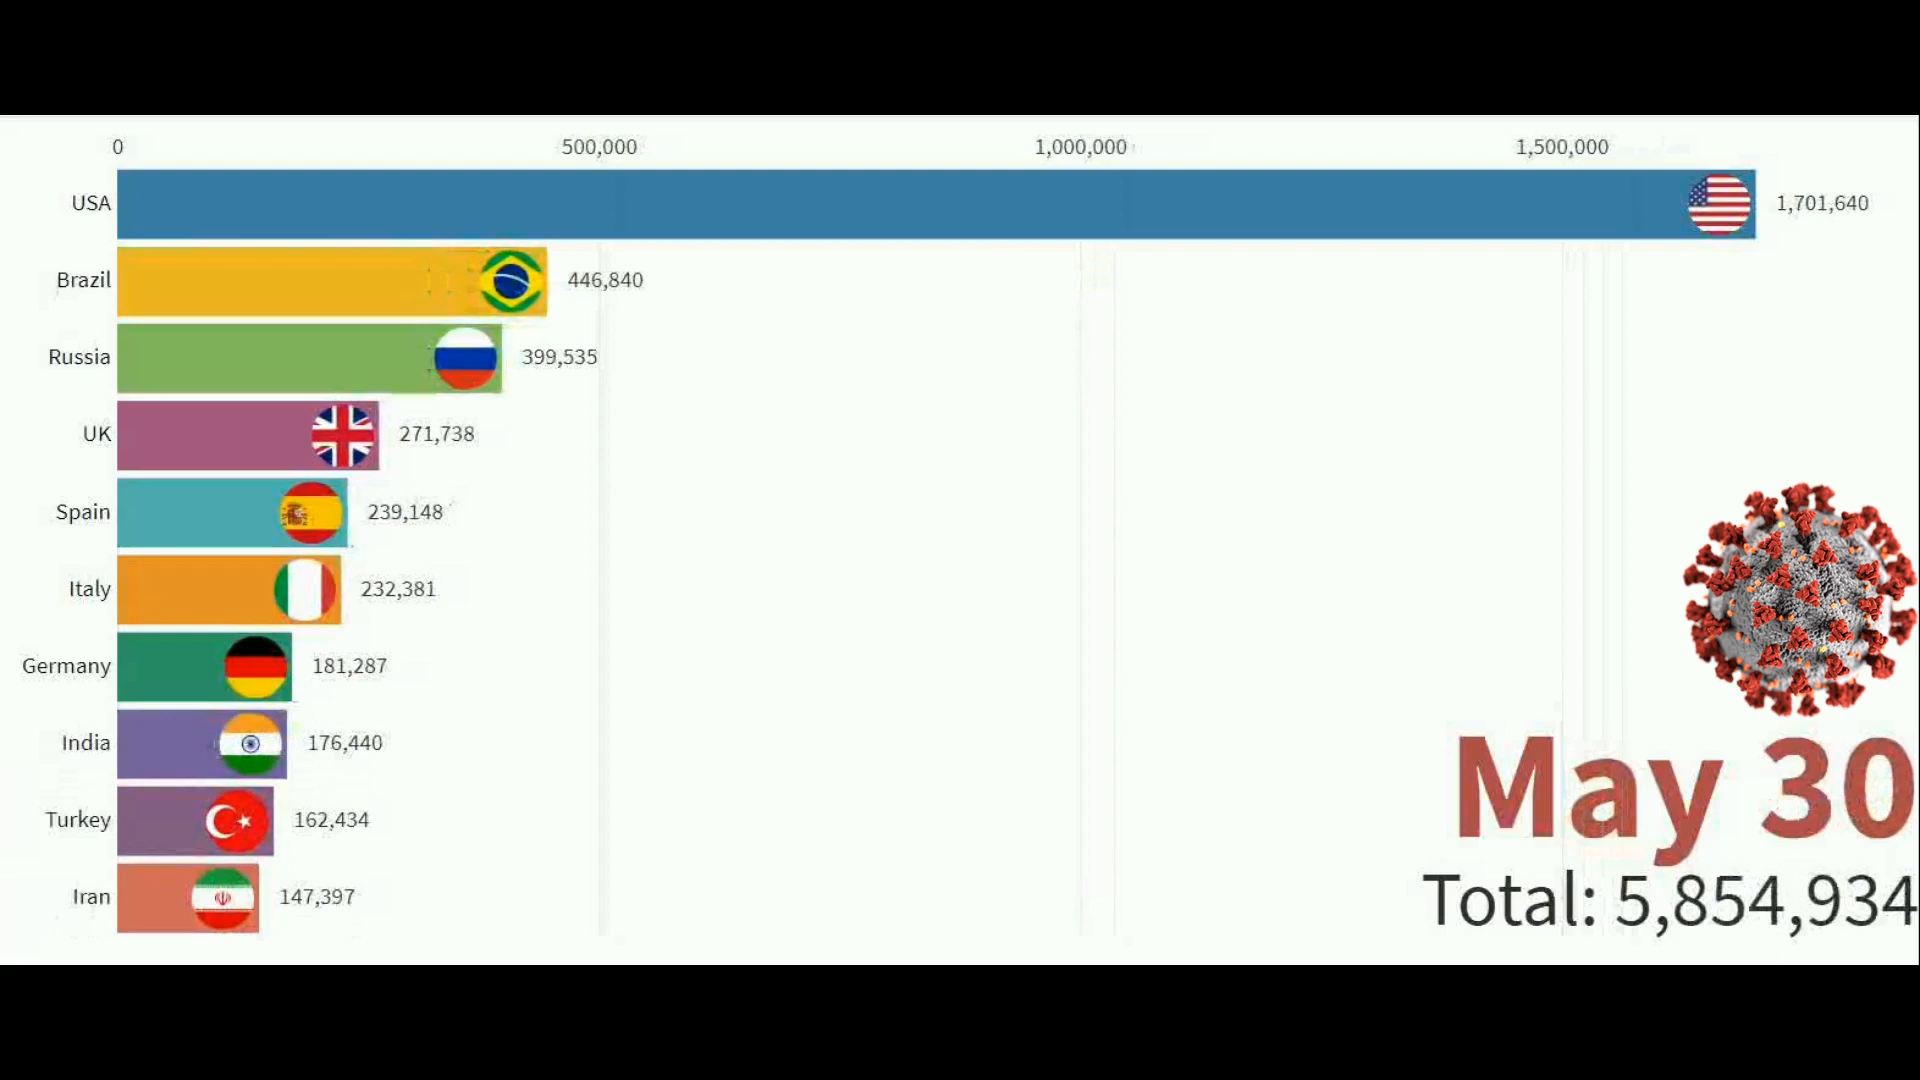 0 500,000 1,000,000 1,500,000
USA 1,701,640
Brazil 446,840
Russia 399,535
UK 271,738
Spain 239,148
Italy 232,381
Germany 181,287
India 176,440
Turkey 162,434
Iran 147,397
May 30
Total: 5,854,934